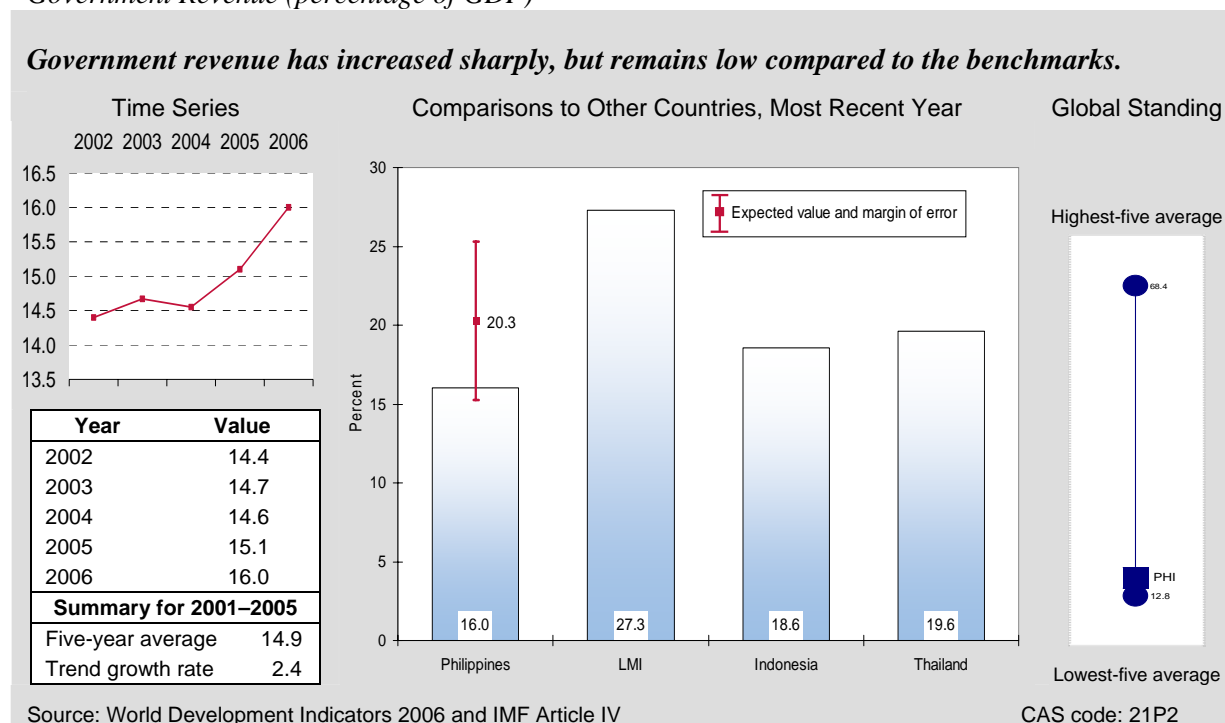 Government Revenue (percentage of GDP)
Government revenue has increased sharply, but remains low compared to the benchmarks.
Time Series
2002 2003 2004 2005 2006
16.5
16.0
15.5
15.0
14.5
14.0
13.5
Year Value
2002 14.4
2003 14.7
2004 14.6
2005 15.1
2006 16.0
Summary for 2001–2005
Five-year average 14.9
Trend growth rate 2.4
Comparisons to Other Countries, Most Recent Year
Percent
30
25
20
15
10
5
0
Expected value and margin of error
20.3
16.0 27.3 18.6 19.6
Philippines LMI Indonesia Thailand
Global Standing
Highest-five average
68.4
PHI
12.8
Lowest-five average
Source: World Development Indicators 2006 and IMF Article IV
CAS code: 21P2